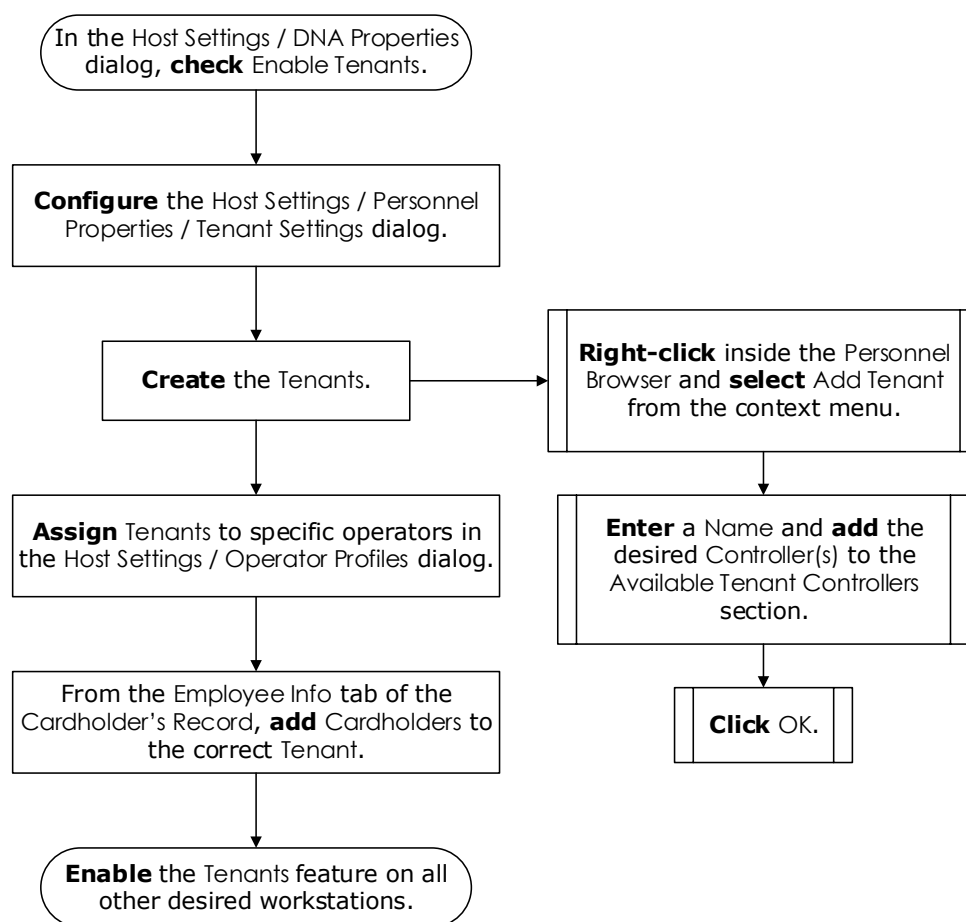 In the Host Settings / DNA Properties
dialog, check Enable Tenants.
Configure the Host Settings / Personnel
Properties / Tenant Settings dialog.
Create the Tenants.
Right-click inside the Personnel
Browser and select Add Tenant
from the context menu.
Enter a Name and add the
desired Controller(s) to the
Available Tenant Controllers
section.
Click OK.
Assign Tenants to specific operators in
the Host Settings / Operator Profiles dialog.
From the Employee Info tab of the
Cardholder’s Record, add Cardholders to
the correct Tenant.
Enable the Tenants feature on all
other desired workstations.